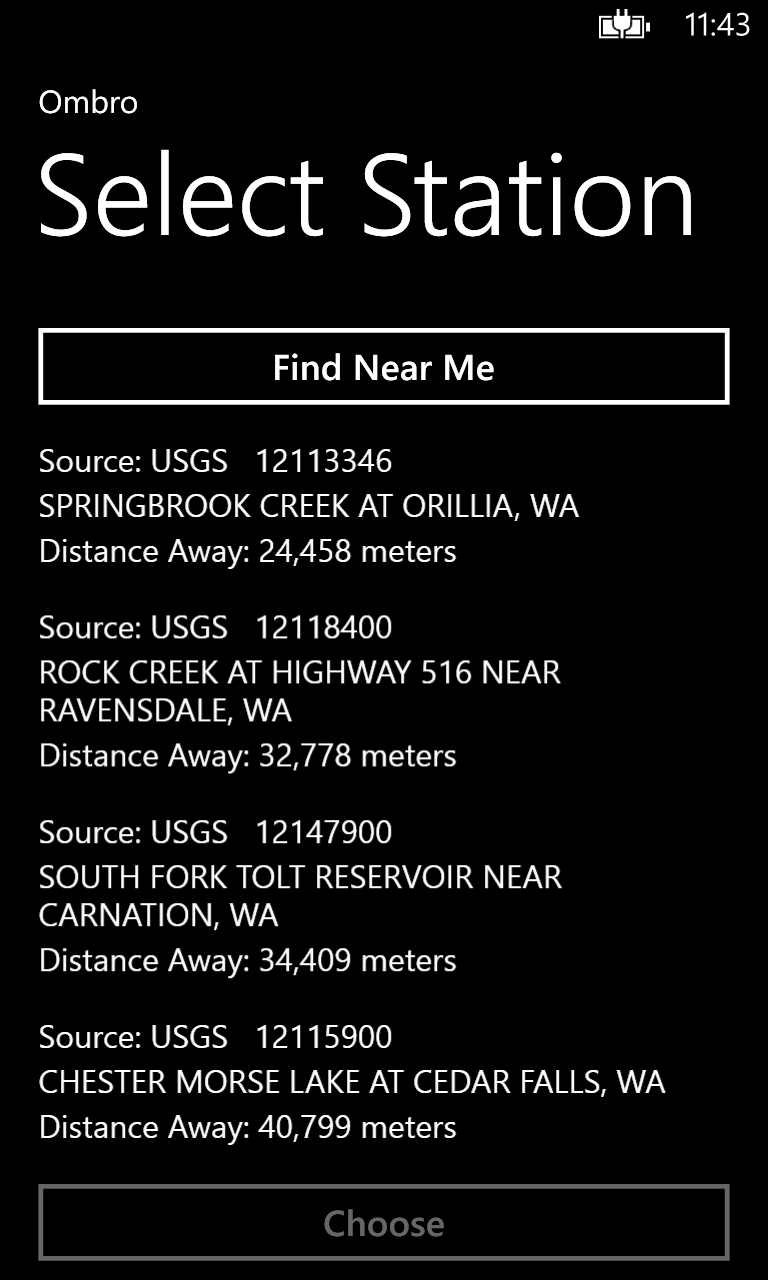 11:43
Ombro
Select Station
Find Near Me
Source: USGS 12113346
SPRINGBROOK CREEK AT ORILLIA, WA
Distance Away: 24,458 meters
Source: USGS 12118400
ROCK CREEK AT HIGHWAY 516 NEAR
RAVENSDALE, WA
Distance Away: 32,778 meters
Source: USGS 12147900
SOUTH FORK TOLT RESERVOIR NEAR
CARNATION, WA
Distance Away: 34,409 meters
Source: USGS 12115900
CHESTER MORSE LAKE AT CEDAR FALLS, WA
Distance Away: 40,799 meters
Choose